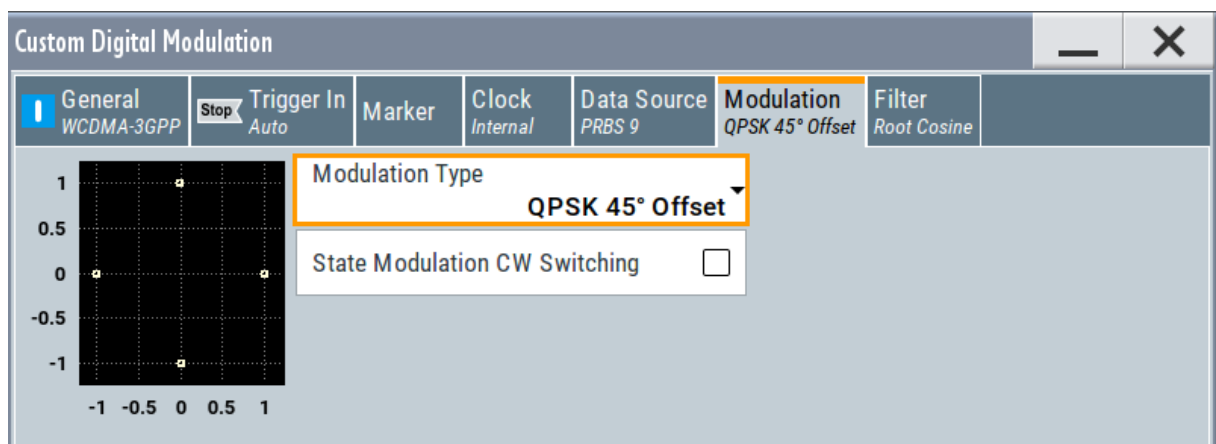 Custom Digital Modulation
General
WCDMA-3GPP
Stop
Trigger In
Auto
Marker
Clock
Internal
Data Source
PRBS 9
Modulation
QPSK 45° Offset
Filter
Root Cosine
1
0.5
0
-0.5
-1
-1 -0.5 0 0.5 1
Modulation Type
QPSK 45° Offset
State Modulation CW Switching